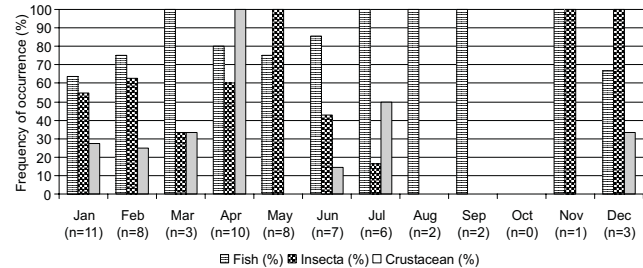 Frequency of occurrence (%)
100
90
80
70
60
50
40
30
20
10
0
Jan Feb Mar Apr May Jun Jul Aug Sep Oct Nov Dec
(n=11) (n=8) (n=3) (n=10) (n=8) (n=7) (n=6) (n=2) (n=2) (n=0) (n=1) (n=3)
Fish (%) Insecta (%) Crustacean (%)